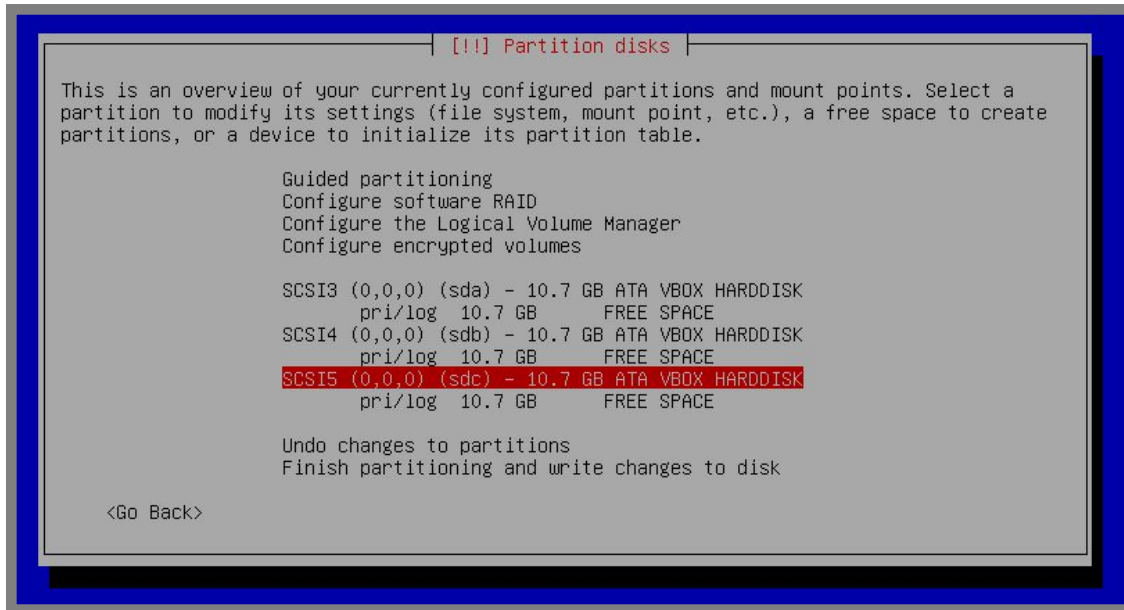 [!!] Partition disks
This is an overview of your currently configured partitions and mount points. Select a
partition to modify its settings (file system, mount point, etc.), a free space to create
partitions, or a device to initialize its partition table.
Guided partitioning
Configure software RAID
Configure the Logical Volume Manager
Configure encrypted volumes
SCSI3 (0,0,0) (sda) - 10.7 GB ATA VBOX HARDDISK
pri/log 10.7 GB FREE SPACE
SCSI4 (0,0,0) (sdb) - 10.7 GB ATA VBOX HARDDISK
pri/log 10.7 GB FREE SPACE
SCSI5 (0,0,0) (sdc) - 10.7 GB ATA VBOX HARDDISK
pri/log 10.7 GB FREE SPACE
Undo changes to partitions
Finish partitioning and write changes to disk
<Go Back>